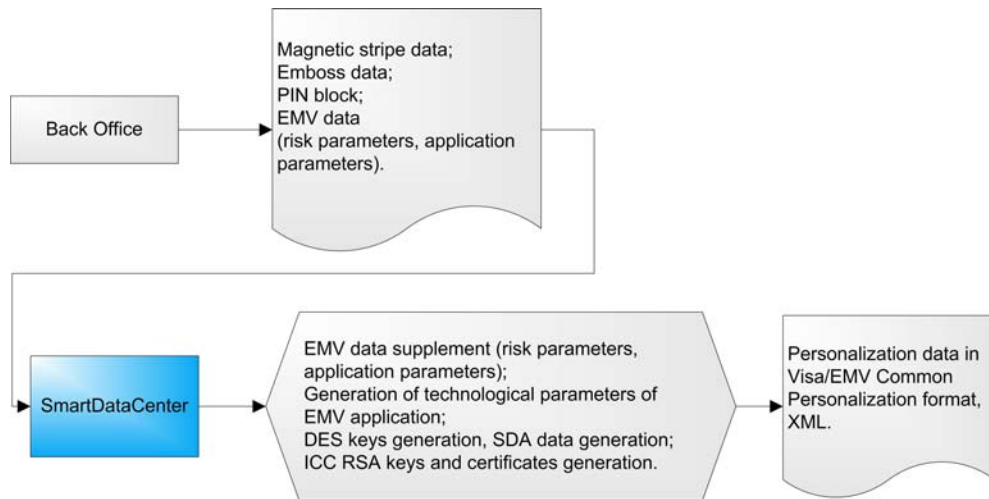 Magnetic stripe data;
Emboss data;
PIN block;
EMV data
(risk parameters, application
parameters).
Back Office
SmartDataCenter
EMV data supplement (risk parameters,
application parameters);
Generation of technological parameters of
EMV application;
DES keys generation, SDA data generation;
ICC RSA keys and certificates generation.
Personalization data in
Visa/EMV Common
Personalization format,
XML.